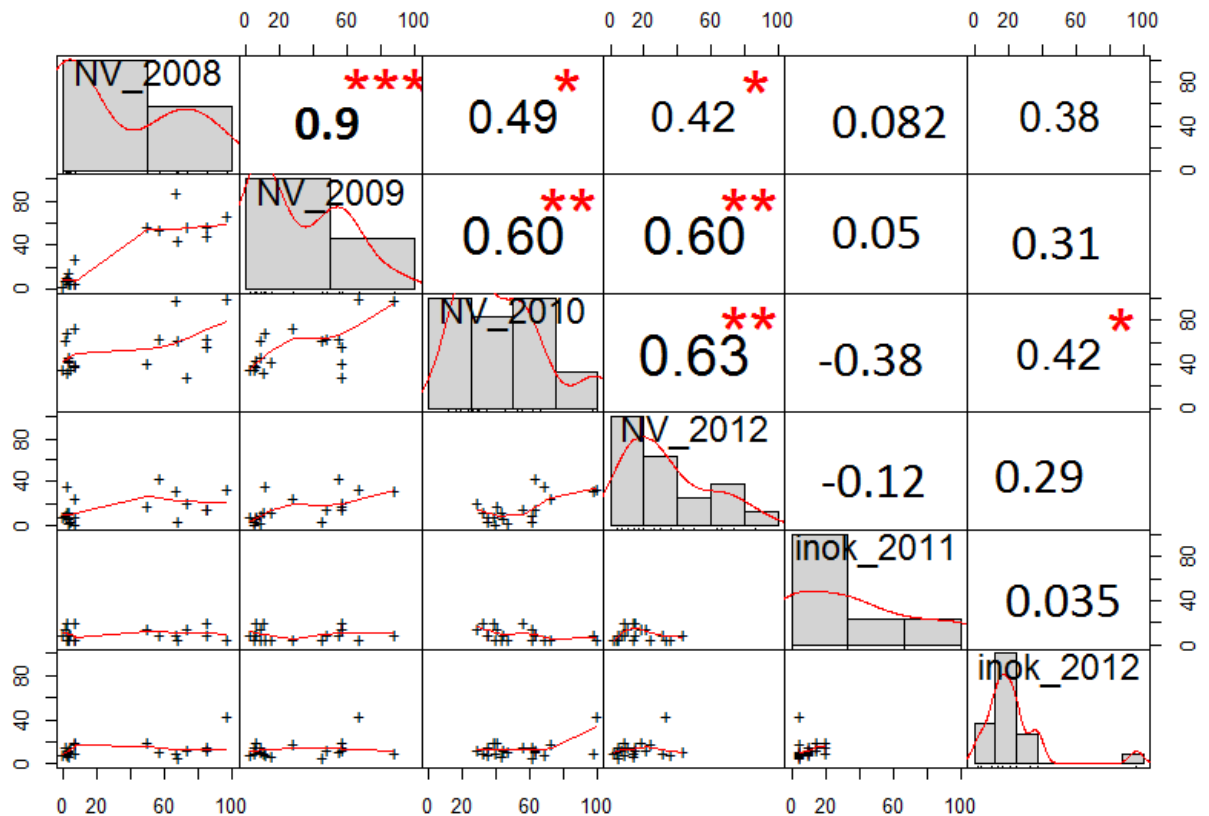 0 20 60 100 0 20 60 100 0 20 60 100
NV_2008 0.9 *** 0.49 * 0.42 * 0.082 0.38 0 40 80
0 40 80 NV_2009 0.60 ** 0.60 ** 0.05 0.31
NV_2010 0.63 ** -0.38 0.42 * 0 40 80
0 40 80 NV_2012 -0.12 0.29
inok_2011 0.035 0 40 80
0 40 80 inok_2012
0 20 60 100 0 20 60 100 0 20 60 100